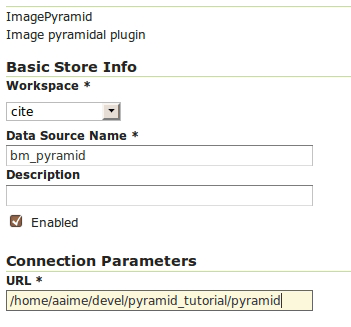 ImagePyramid
Image pyramidal plugin
Basic Store Info
Workspace *
cite
Data Source Name *
bm_pyramid
Description
Enabled
Connection Parameters
URL *
/home/aaime/devel/pyramid_tutorial/pyramid